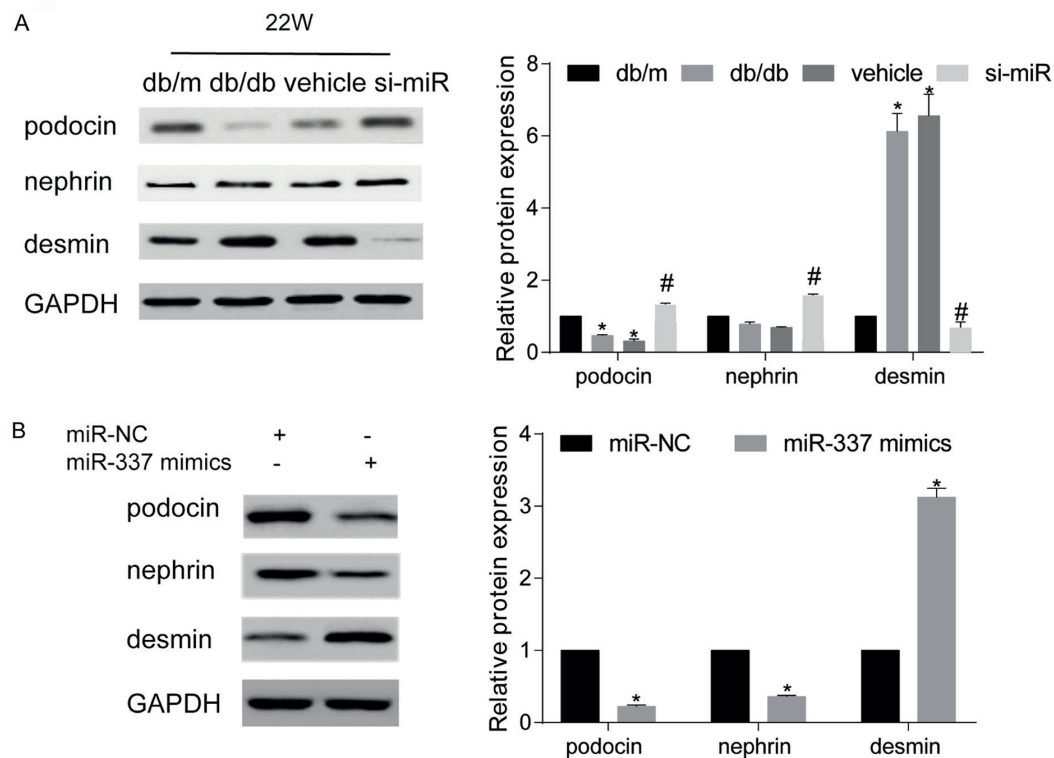 A
22W
db/m db/db vehicle si-miR
podocin
nephrin
desmin
GAPDH
Relative protein expression
8
6
4
2
0
db/m db/db vehicle si-miR
* * #
#
* * #
podocin nephrin desmin
B
miR-NC + -
miR-337 mimics - +
podocin
nephrin
desmin
GAPDH
Relative protein expression
4
3
2
1
0
miR-NC miR-337 mimics
* * *
podocin nephrin desmin